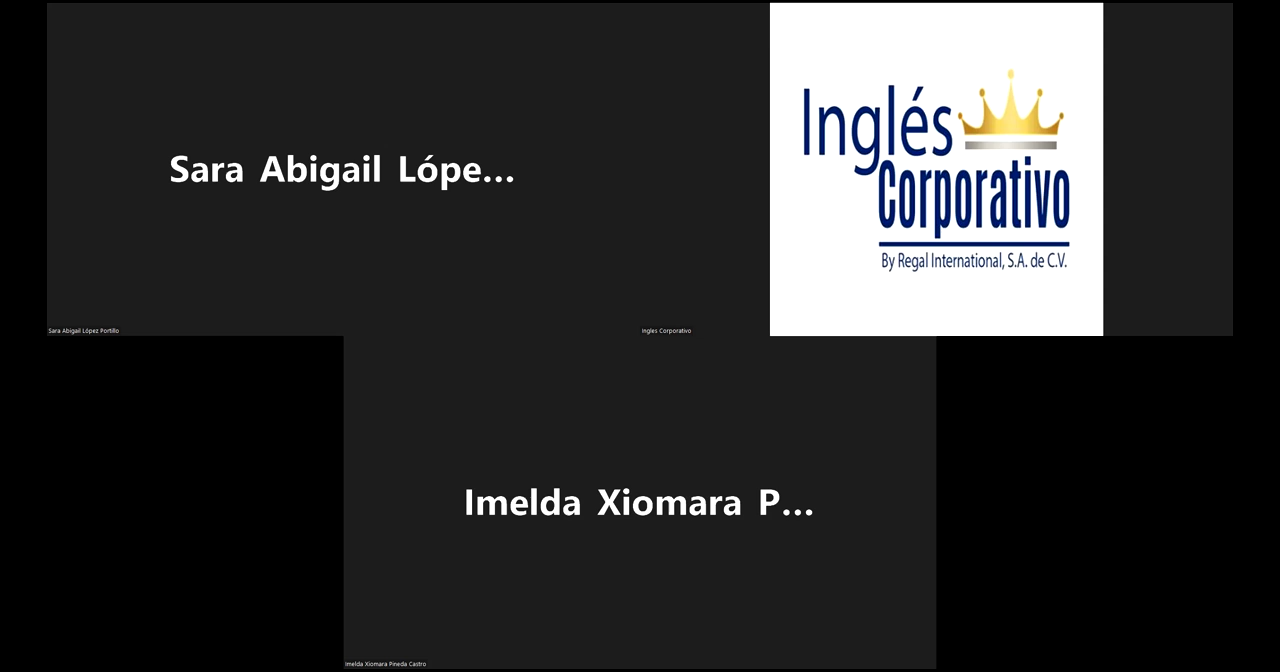 Sara Abigail Lópe...
Inglés
Corporativo
By Regal International, S.A. de C.V.
Sara Abigail López Portillo
Ingles Corporativo
Imelda Xiomara P...
Imelda Xiomara Pineda Castro